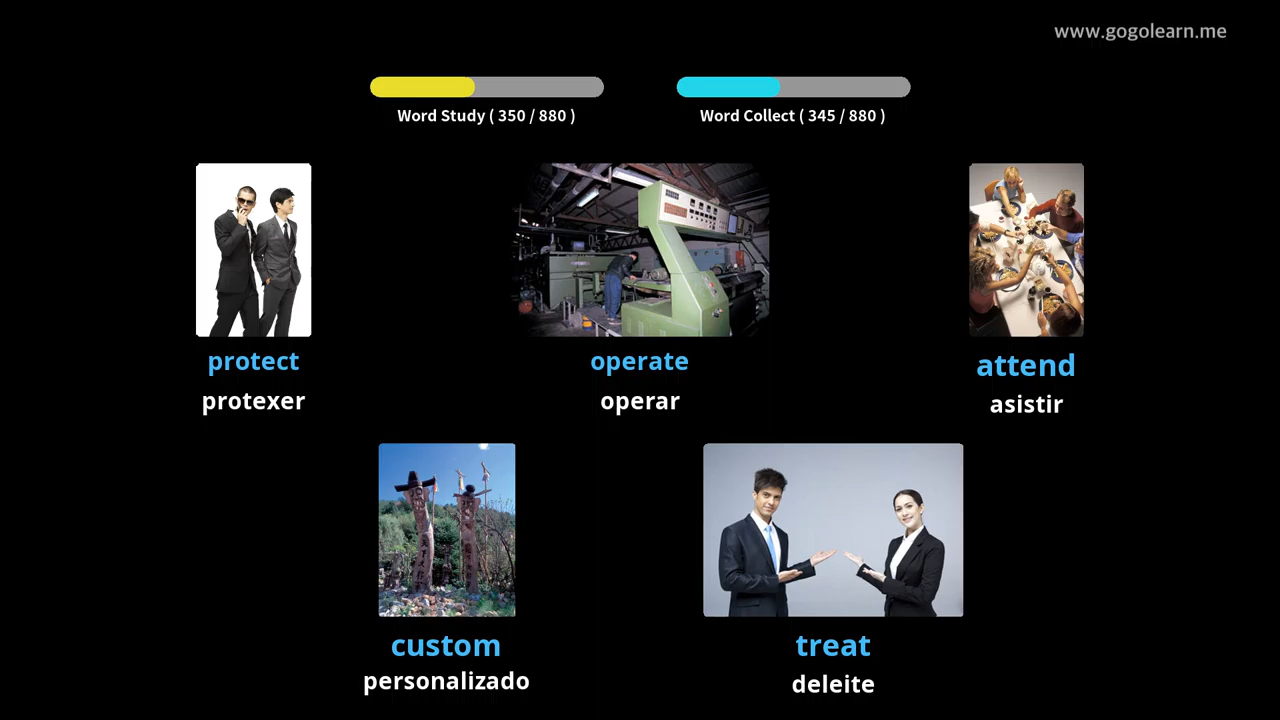 www.gogolearn.me
Word Study ( 350 / 880 )
Word Collect ( 345 / 880 )
protect
protexer
operate
operar
attend
asistir
custom
personalizado
treat
deleite